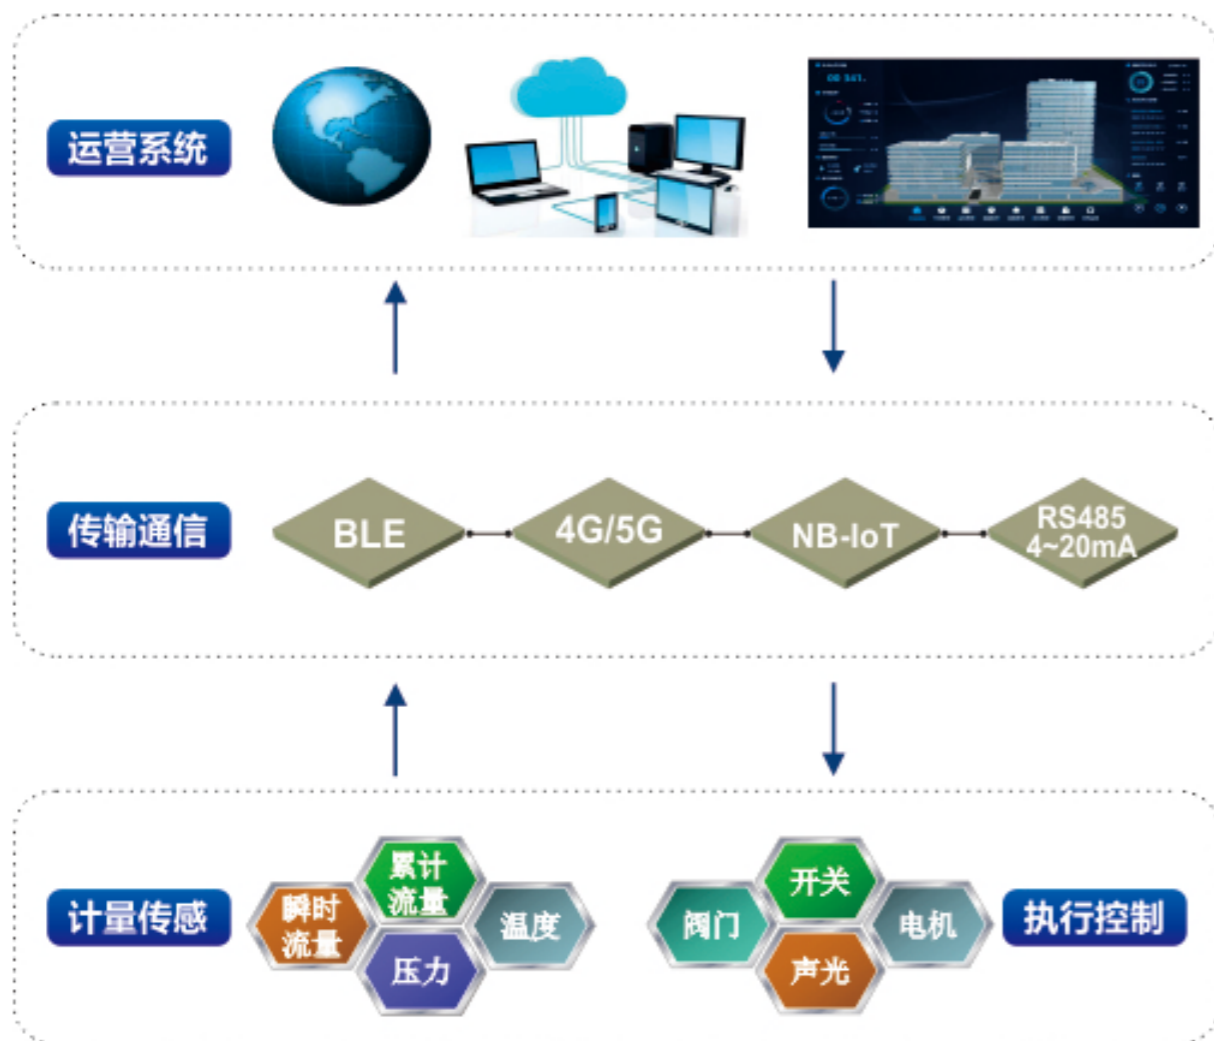 运营系统
传输通信
BLE
4G/5G
NB-IoT
RS485
4~20mA
计量传感
瞬时
流量
累计
流量
压力
温度
阀门
开关
声光
电机
执行控制